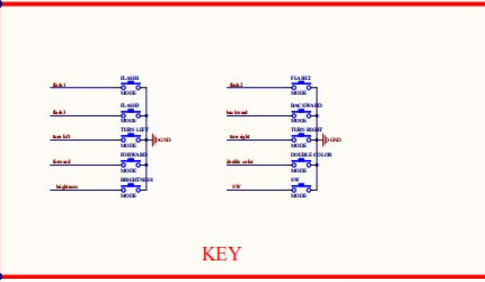 FLASH1
flash1
MODE
FLASH3
flash3
MODE
TURN LEFT
turn left
GND
MODE
FORWARD
forward
MODE
BRIGHTNESS
brightness
MODE
FLASH2
flash2
MODE
BACKWARD
backward
MODE
TURN RIGHT
turn right
GND
MODE
DOUBLE COLOR
double color
MODE
SW
SW
MODE
KEY